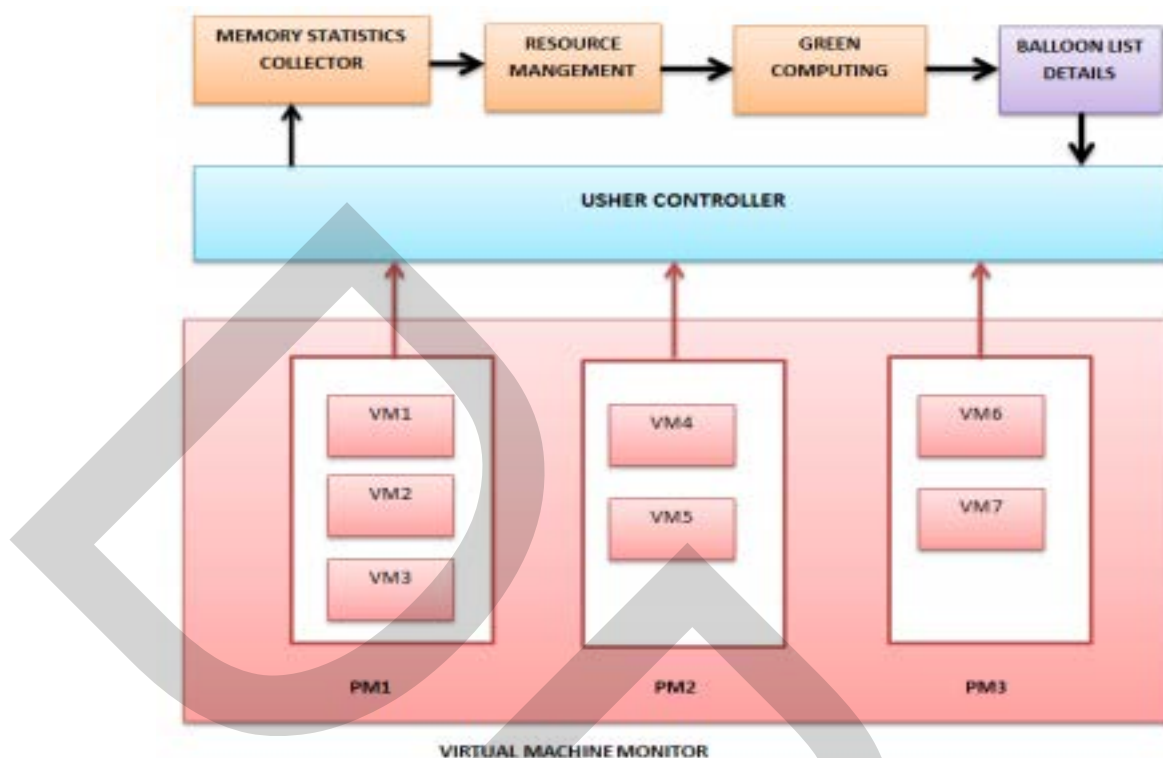 MEMORY STATISTICS
COLLECTOR
RESOURCE
MANGEMENT
GREEN
COMPUTING
BALLOON LIST
DETAILS
USHER CONTROLLER
VM1
VM2
VM3
VM4
VM5
VM6
VM7
PM1
PM2
PM3
VIRTUAL MACHINE MONITOR